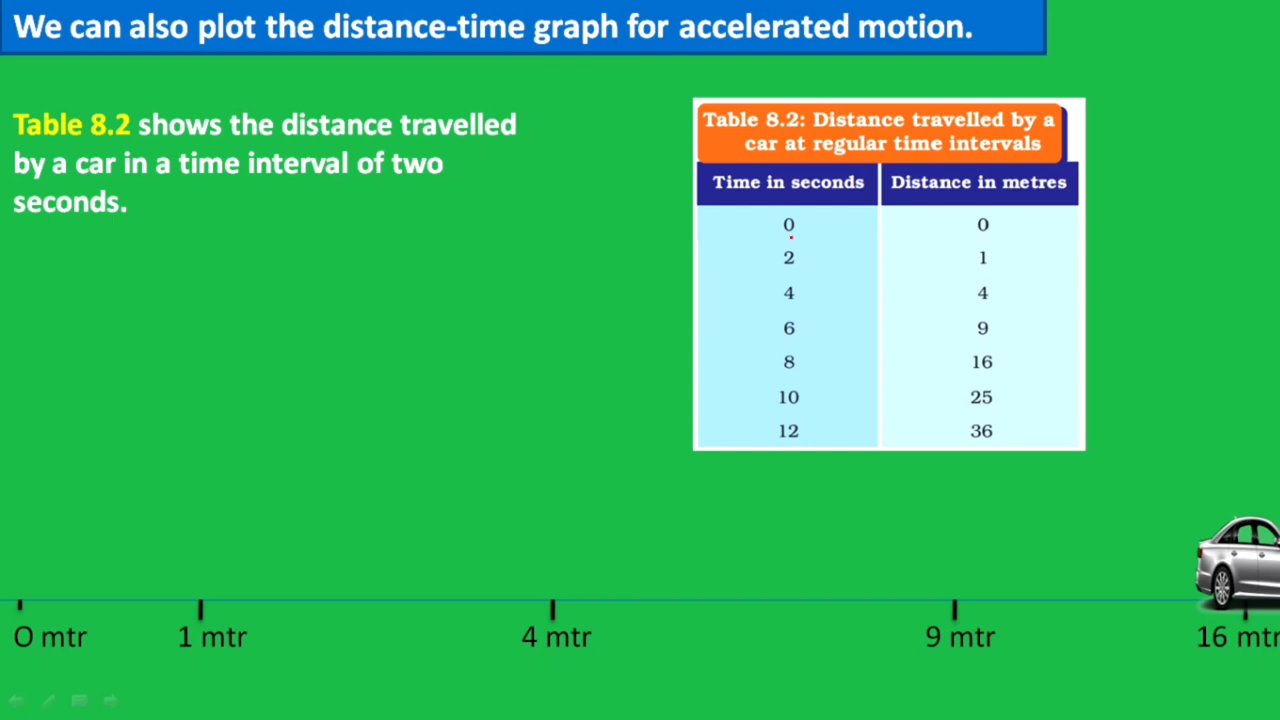 We can also plot the distance-time graph for accelerated motion.
Table 8.2 shows the distance travelled
by a car in a time interval of two
seconds.
Table 8.2: Distance travelled by a
car at regular time intervals
Time in seconds Distance in metres
0 0
2 1
4 4
6 9
8 16
10 25
12 36
O mtr 1 mtr 4 mtr 9 mtr 16 mtr